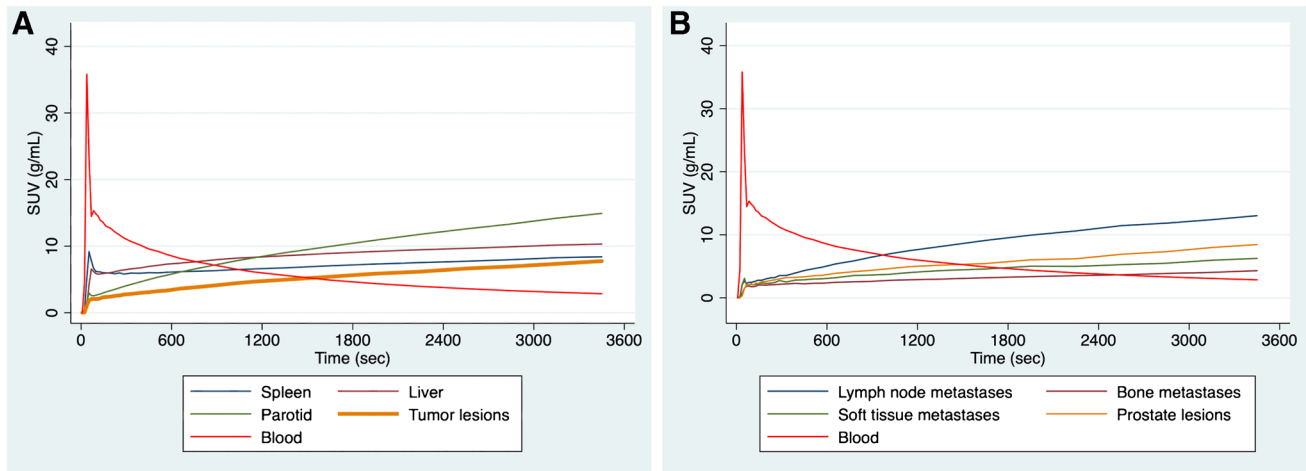 A
SUV (g/mL)
40
30
20
10
0
0 600 1200 1800 2400 3000 3600
Time (sec)
Spleen Liver
Parotid Tumor lesions
Blood
B
SUV (g/mL)
40
30
20
10
0
0 600 1200 1800 2400 3000 3600
Time (sec)
Lymph node metastases Bone metastases
Soft tissue metastases Prostate lesions
Blood